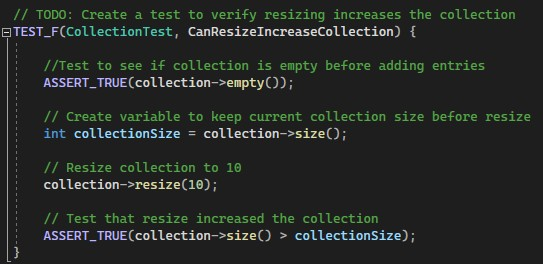 // TODO: Create a test to verify resizing increases the collection
TEST_F(CollectionTest, CanResizeIncreaseCollection) {
//Test to see if collection is empty before adding entries
ASSERT_TRUE(collection->empty());
// Create variable to keep current collection size before resize
int collectionSize = collection->size();
// Resize collection to 10
collection->resize(10);
// Test that resize increased the collection
ASSERT_TRUE(collection->size() > collectionSize);
}